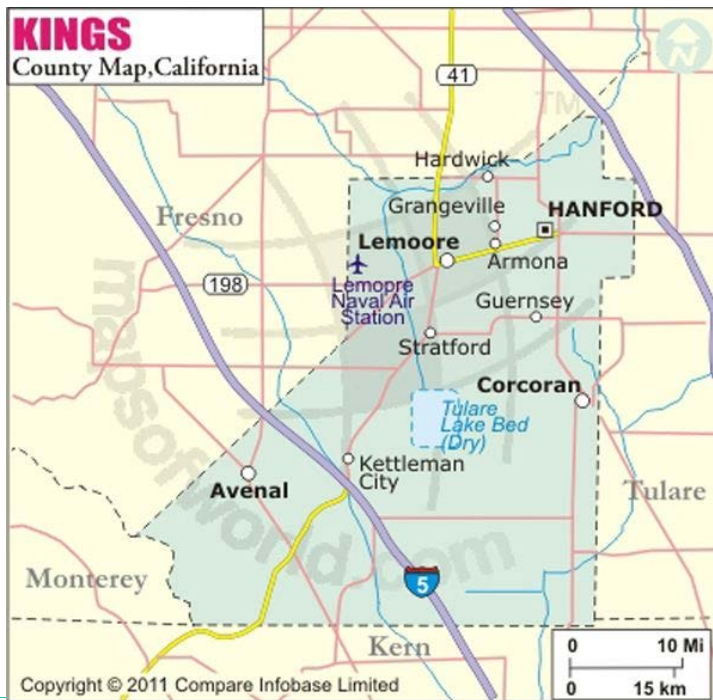 KINGS
County Map,California
N
41
TM
Hardwick
Grangeville
HANFORD
Fresno
Lemoore
Armona
198
Lemopre
Naval Air
Station
Guernsey
Stratford
Corcoran
Tulare
Lake Bed
(Dry)
Kettleman
City
Avenal
Tulare
mapsofworld.com
Monterey
5
Kern
0 10 Mi
0 15 km
Copyright © 2011 Compare Infobase Limited